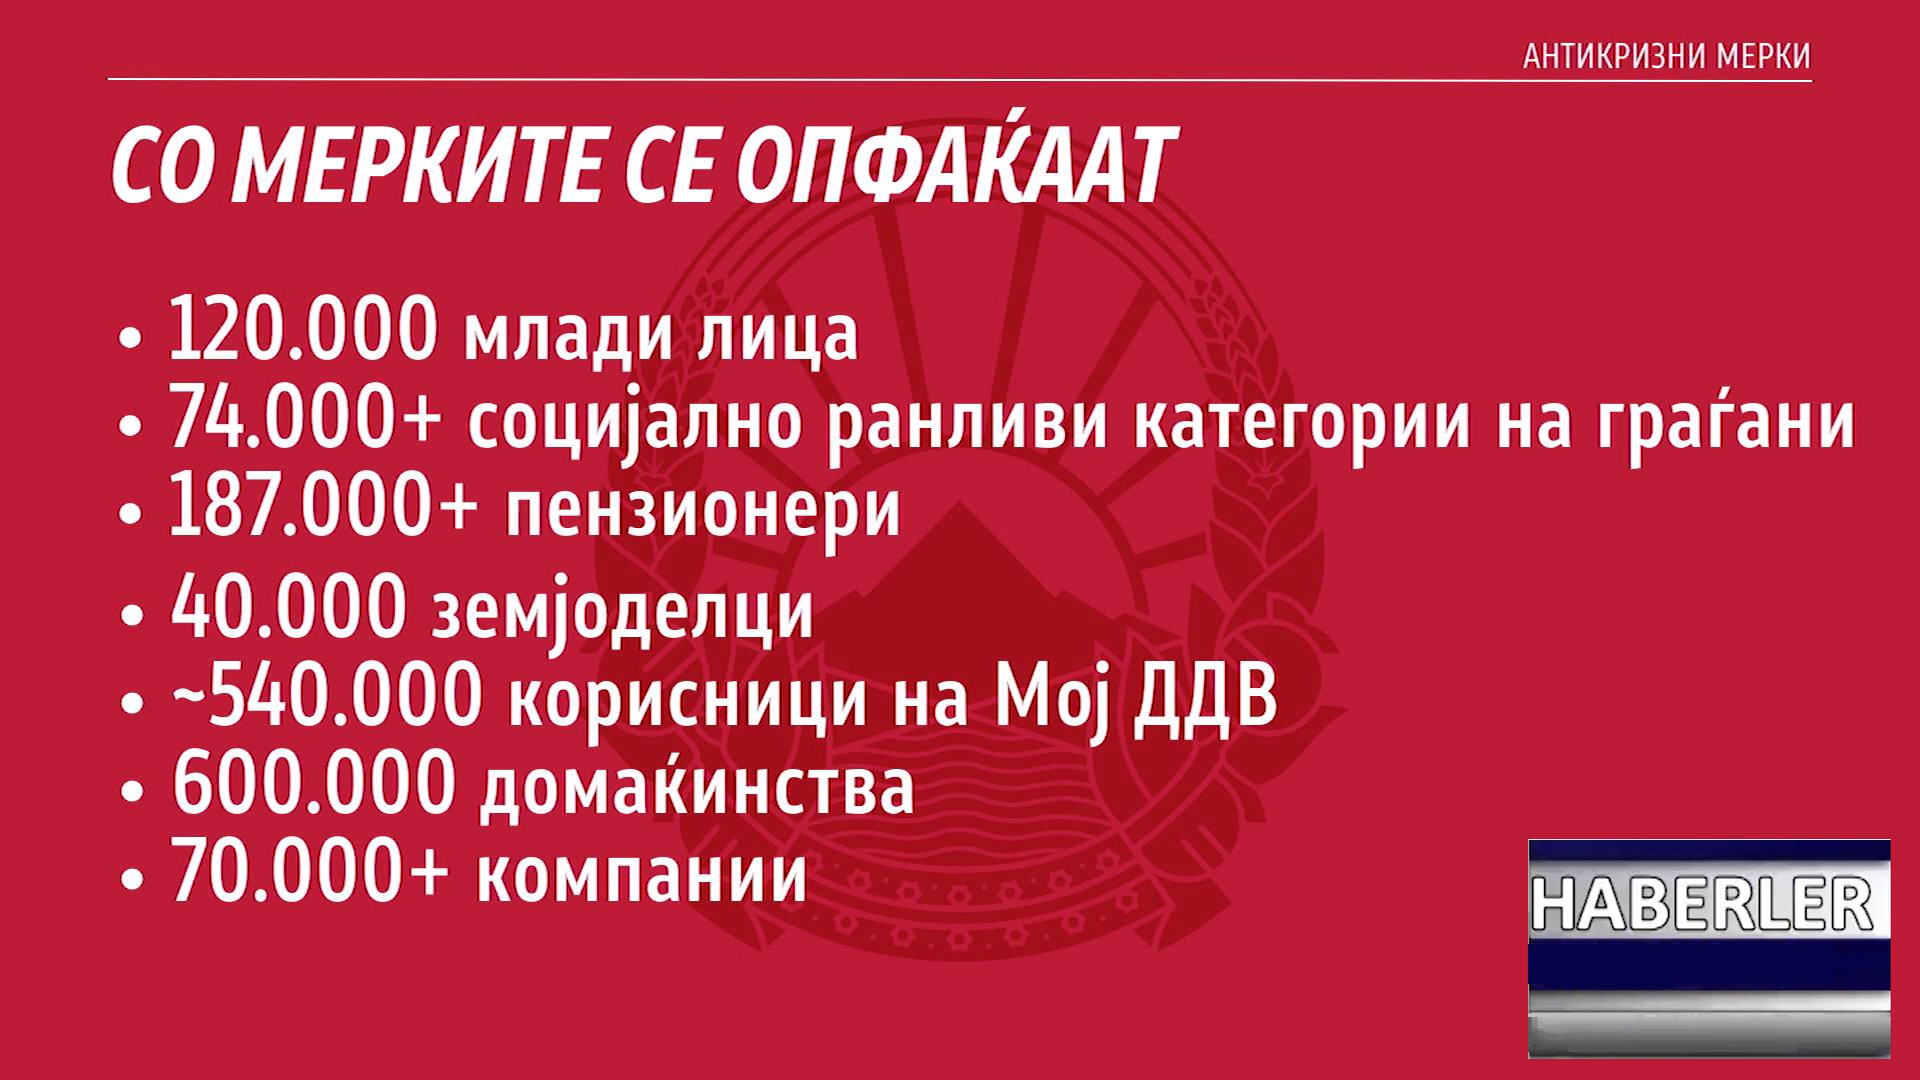 АНТИКРИЗНИ МЕРКИ
СО МЕРКИТЕ СЕ ОПФАЌААТ
• 120.000 млади лица
• 74.000+ социјално ранливи категории на граѓани
• 187.000+ пензионери
• 40.000 земјоделци
• ~540.000 корисници на Мој ДДВ
• 600.000 домаќинства
• 70.000+ компании
HABERLER